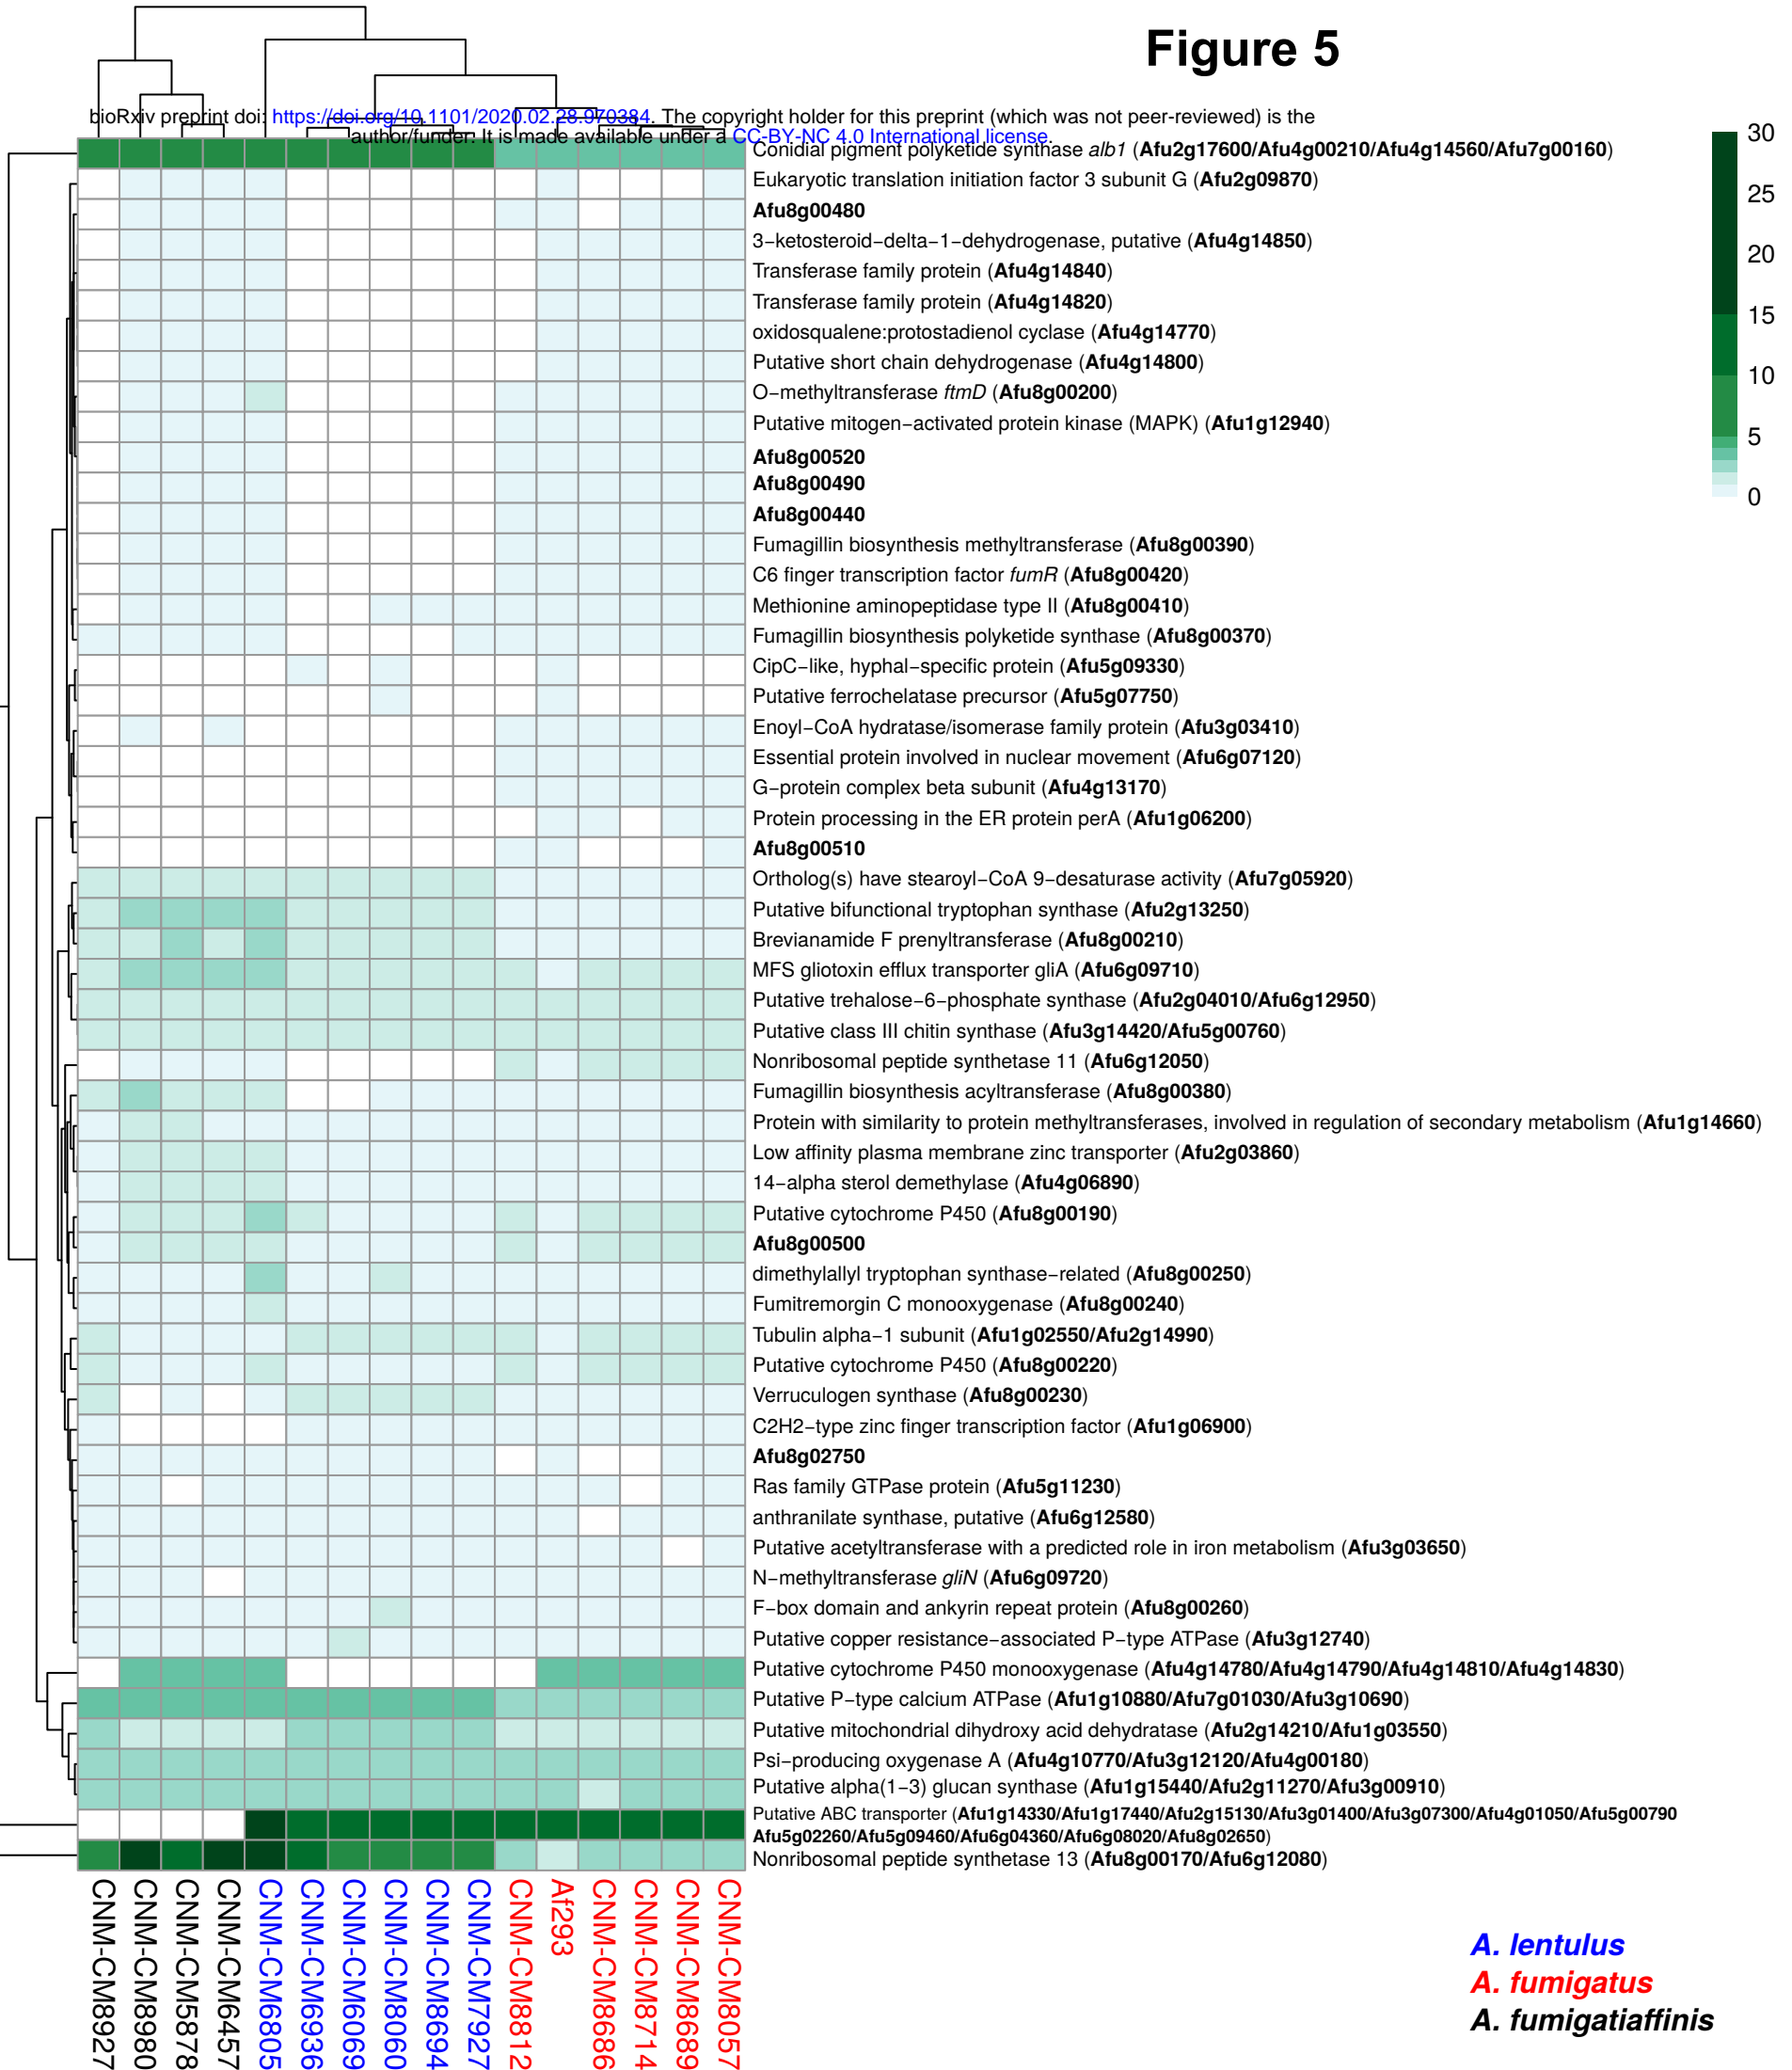 Figure 5
bioRxiv preprint doi: https://doi.org/10.1101/2020.02.28.970384. The copyright holder for this preprint (which was not peer-reviewed) is the
author/funder. It is made available under a CC-BY-NC 4.0 International license.
Conidial pigment polyketide synthase alb1 (Afu2g17600/Afu4g00210/Afu4g14560/Afu7g00160)
Eukaryotic translation initiation factor 3 subunit G (Afu2g09870)
Afu8g00480
3−ketosteroid−delta−1−dehydrogenase, putative (Afu4g14850)
Transferase family protein (Afu4g14840)
Transferase family protein (Afu4g14820)
oxidosqualene:protostadienol cyclase (Afu4g14770)
Putative short chain dehydrogenase (Afu4g14800)
O−methyltransferase ftmD (Afu8g00200)
Putative mitogen−activated protein kinase (MAPK) (Afu1g12940)
Afu8g00520
Afu8g00490
Afu8g00440
Fumagillin biosynthesis methyltransferase (Afu8g00390)
C6 finger transcription factor fumR (Afu8g00420)
Methionine aminopeptidase type II (Afu8g00410)
Fumagillin biosynthesis polyketide synthase (Afu8g00370)
CipC−like, hyphal−specific protein (Afu5g09330)
Putative ferrochelatase precursor (Afu5g07750)
Enoyl−CoA hydratase/isomerase family protein (Afu3g03410)
Essential protein involved in nuclear movement (Afu6g07120)
G−protein complex beta subunit (Afu4g13170)
Protein processing in the ER protein perA (Afu1g06200)
Afu8g00510
Ortholog(s) have stearoyl−CoA 9−desaturase activity (Afu7g05920)
Putative bifunctional tryptophan synthase (Afu2g13250)
Brevianamide F prenyltransferase (Afu8g00210)
MFS gliotoxin efflux transporter gliA (Afu6g09710)
Putative trehalose−6−phosphate synthase (Afu2g04010/Afu6g12950)
Putative class III chitin synthase (Afu3g14420/Afu5g00760)
Nonribosomal peptide synthetase 11 (Afu6g12050)
Fumagillin biosynthesis acyltransferase (Afu8g00380)
Protein with similarity to protein methyltransferases, involved in regulation of secondary metabolism (Afu1g14660)
Low affinity plasma membrane zinc transporter (Afu2g03860)
14−alpha sterol demethylase (Afu4g06890)
Putative cytochrome P450 (Afu8g00190)
Afu8g00500
dimethylallyl tryptophan synthase−related (Afu8g00250)
Fumitremorgin C monooxygenase (Afu8g00240)
Tubulin alpha−1 subunit (Afu1g02550/Afu2g14990)
Putative cytochrome P450 (Afu8g00220)
Verruculogen synthase (Afu8g00230)
C2H2−type zinc finger transcription factor (Afu1g06900)
Afu8g02750
Ras family GTPase protein (Afu5g11230)
anthranilate synthase, putative (Afu6g12580)
Putative acetyltransferase with a predicted role in iron metabolism (Afu3g03650)
N−methyltransferase gliN (Afu6g09720)
F−box domain and ankyrin repeat protein (Afu8g00260)
Putative copper resistance−associated P−type ATPase (Afu3g12740)
Putative cytochrome P450 monooxygenase (Afu4g14780/Afu4g14790/Afu4g14810/Afu4g14830)
Putative P−type calcium ATPase (Afu1g10880/Afu7g01030/Afu3g10690)
Putative mitochondrial dihydroxy acid dehydratase (Afu2g14210/Afu1g03550)
Psi−producing oxygenase A (Afu4g10770/Afu3g12120/Afu4g00180)
Putative alpha(1−3) glucan synthase (Afu1g15440/Afu2g11270/Afu3g00910)
Putative ABC transporter (Afu1g14330/Afu1g17440/Afu2g15130/Afu3g01400/Afu3g07300/Afu4g01050/Afu5g00790
Afu5g02260/Afu5g09460/Afu6g04360/Afu6g08020/Afu8g02650)
Nonribosomal peptide synthetase 13 (Afu8g00170/Afu6g12080)
30
25
20
15
10
5
0
CNM-CM8927
CNM-CM8980
CNM-CM5878
CNM-CM6457
CNM-CM6805
CNM-CM6936
CNM-CM6069
CNM-CM8060
CNM-CM8694
CNM-CM7927
CNM-CM8812
Af293
CNM-CM8686
CNM-CM8714
CNM-CM8689
CNM-CM8057
A. lentulus
A. fumigatus
A. fumigatiaffinis